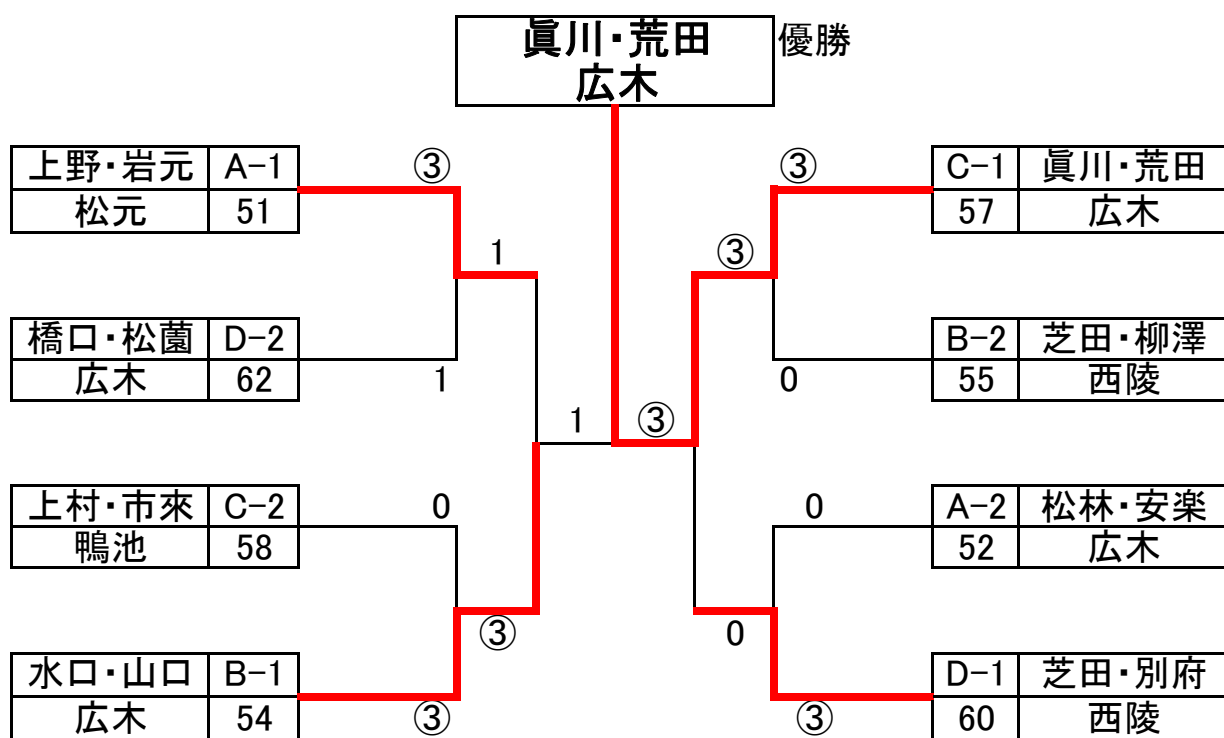 眞川・荒田 優勝
広木
上野・岩元 A-1 ③ ③ C-1 眞川・荒田
松元 51 57 広木
1 ③
橋口・松薗 D-2 B-2 芝田・柳澤
広木 62 1 0 55 西陵
1 ③
上村・市來 C-2 0 0 A-2 松林・安楽
鴨池 58 52 広木
③ 0
水口・山口 B-1 D-1 芝田・別府
広木 54 ③ ③ 60 西陵